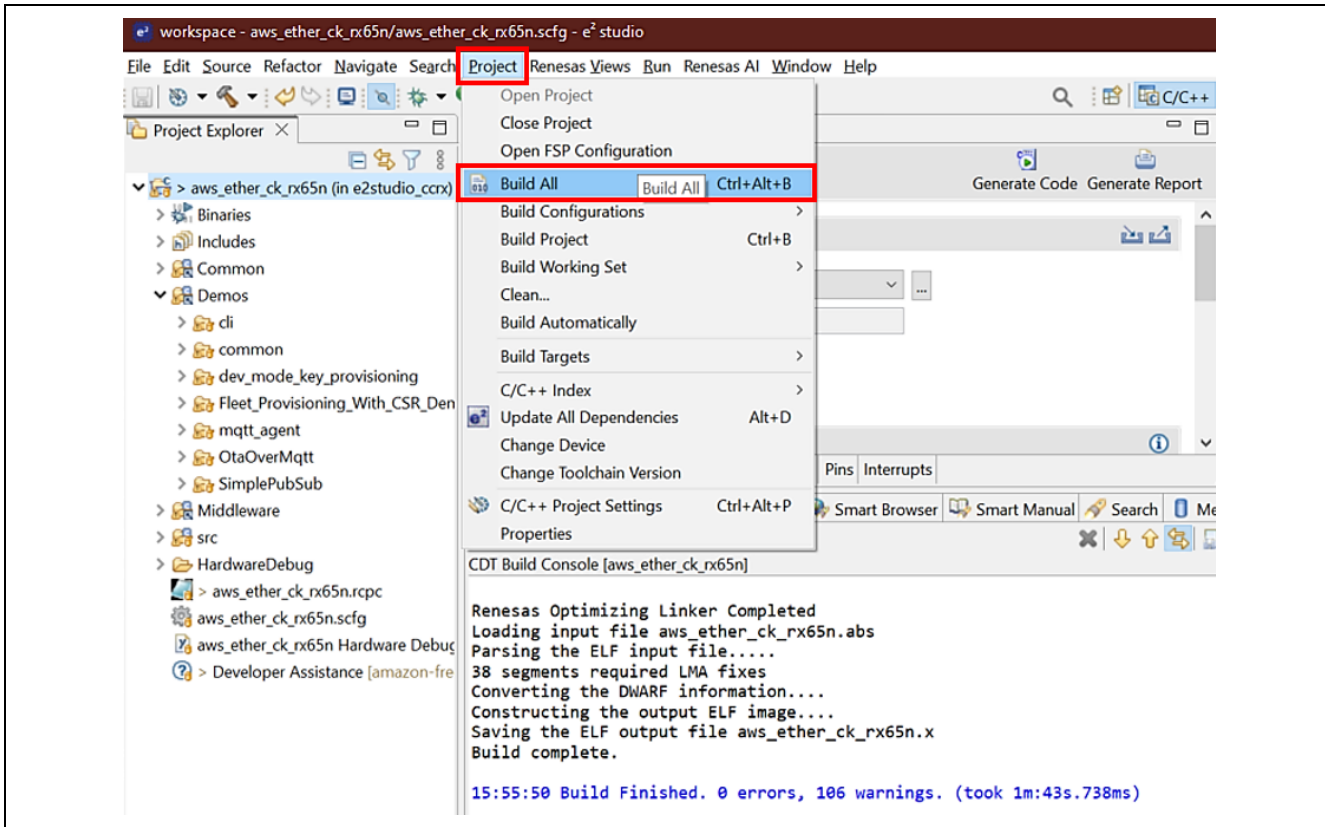 workspace - aws_ether_ck_rx65n/aws_ether_ck_rx65n.scfg - e² studio
File Edit Source Refactor Navigate Search Project Renesas Views Run Renesas AI Window Help
C/C++
Project Explorer
Open Project
Close Project
Open FSP Configuration
Build All Ctrl+Alt+B
Build All
Build Configurations
Build Project Ctrl+B
Build Working Set
Clean...
Build Automatically
Build Targets
C/C++ Index
Update All Dependencies Alt+D
Change Device
Change Toolchain Version
C/C++ Project Settings Ctrl+Alt+P
Properties
Generate Code Generate Report
...
> aws_ether_ck_rx65n (in e2studio_ccrx)
Binaries
Includes
Common
Demos
cli
common
dev_mode_key_provisioning
Fleet_Provisioning_With_CSR_Den
mqtt_agent
OtaOverMqtt
SimplePubSub
Middleware
src
HardwareDebug
> aws_ether_ck_rx65n.rcpc
aws_ether_ck_rx65n.scfg
aws_ether_ck_rx65n Hardware Debug
> Developer Assistance [amazon-fre
Pins Interrupts
Smart Browser Smart Manual Search Me
CDT Build Console [aws_ether_ck_rx65n]
Renesas Optimizing Linker Completed
Loading input file aws_ether_ck_rx65n.abs
Parsing the ELF input file.....
38 segments required LMA fixes
Converting the DWARF information....
Constructing the output ELF image....
Saving the ELF output file aws_ether_ck_rx65n.x
Build complete.
15:55:50 Build Finished. 0 errors, 106 warnings. (took 1m:43s.738ms)